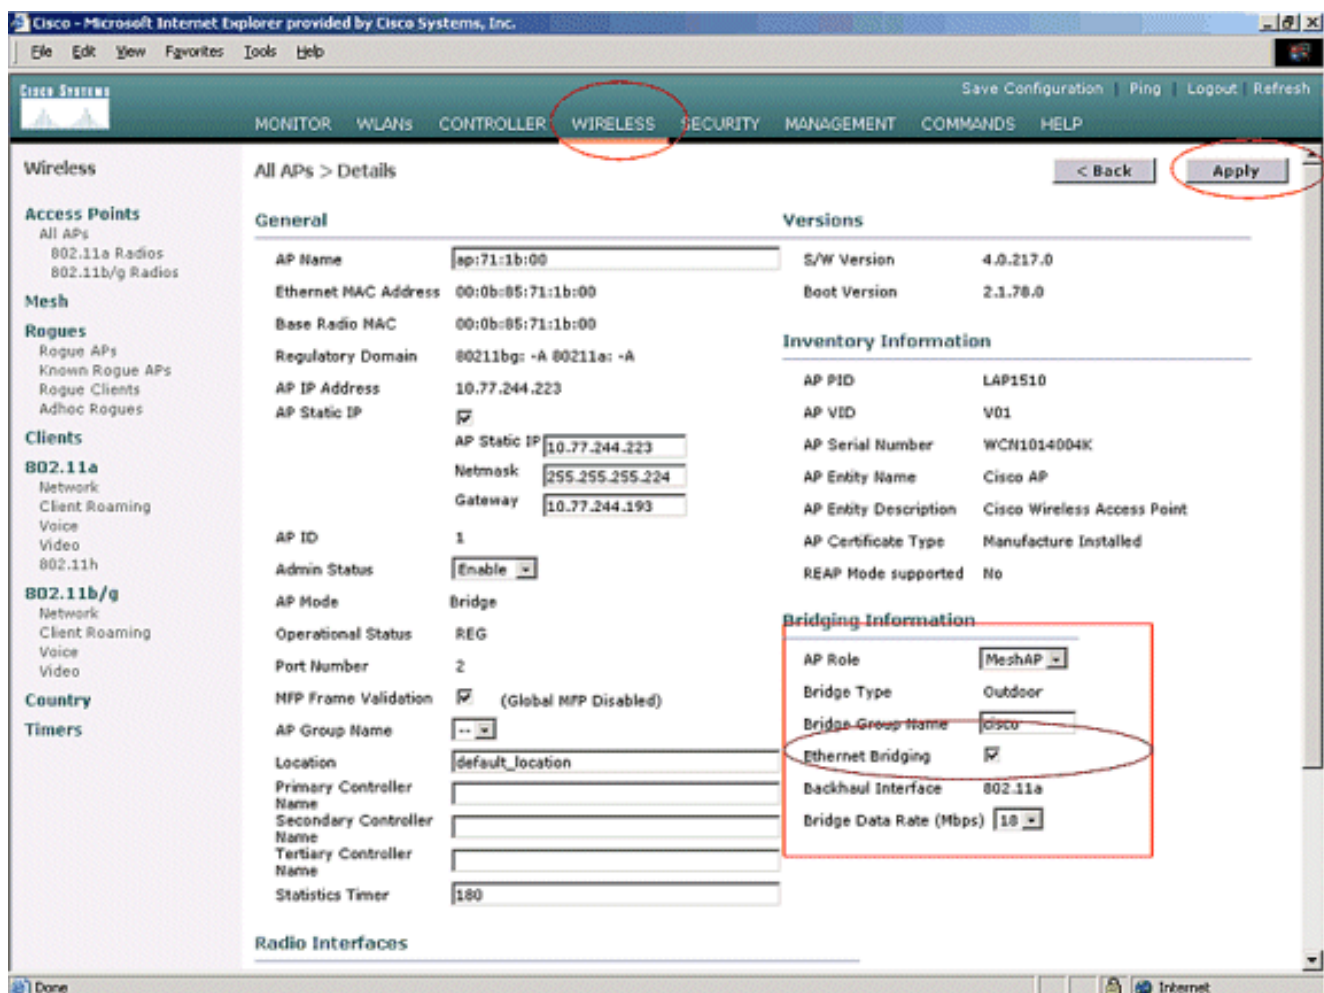 Cisco - Microsoft Internet Explorer provided by Cisco Systems, Inc.
File Edit View Favorites Tools Help
Cisco Systems
Save Configuration | Ping | Logout | Refresh
MONITOR WLANs CONTROLLER WIRELESS SECURITY MANAGEMENT COMMANDS HELP
Wireless
Access Points
All APs
802.11a Radios
802.11b/g Radios
Mesh
Rogues
Rogue APs
Known Rogue APs
Rogue Clients
Adhoc Rogues
Clients
802.11a
Network
Client Roaming
Voice
Video
802.11h
802.11b/g
Network
Client Roaming
Voice
Video
Country
Timers
All APs > Details
< Back
Apply
General
AP Name ap:71:1b:00
Ethernet MAC Address 00:0b:85:71:1b:00
Base Radio MAC 00:0b:85:71:1b:00
Regulatory Domain 80211bg: -A 80211a: -A
AP IP Address 10.77.244.223
AP Static IP
AP Static IP 10.77.244.223
Netmask 255.255.255.224
Gateway 10.77.244.193
AP ID 1
Admin Status Enable
AP Mode Bridge
Operational Status REG
Port Number 2
MFP Frame Validation (Global MFP Disabled)
AP Group Name --
Location default_location
Primary Controller
Name
Secondary Controller
Name
Tertiary Controller
Name
Statistics Timer 180
Radio Interfaces
Versions
S/W Version 4.0.217.0
Boot Version 2.1.78.0
Inventory Information
AP PID LAP1510
AP VID V01
AP Serial Number WCN1014004K
AP Entity Name Cisco AP
AP Entity Description Cisco Wireless Access Point
AP Certificate Type Manufacture Installed
REAP Mode supported No
Bridging Information
AP Role MeshAP
Bridge Type Outdoor
Bridge Group Name cisco
Ethernet Bridging
Backhaul Interface 802.11a
Bridge Data Rate (Mbps) 18
Done
Internet